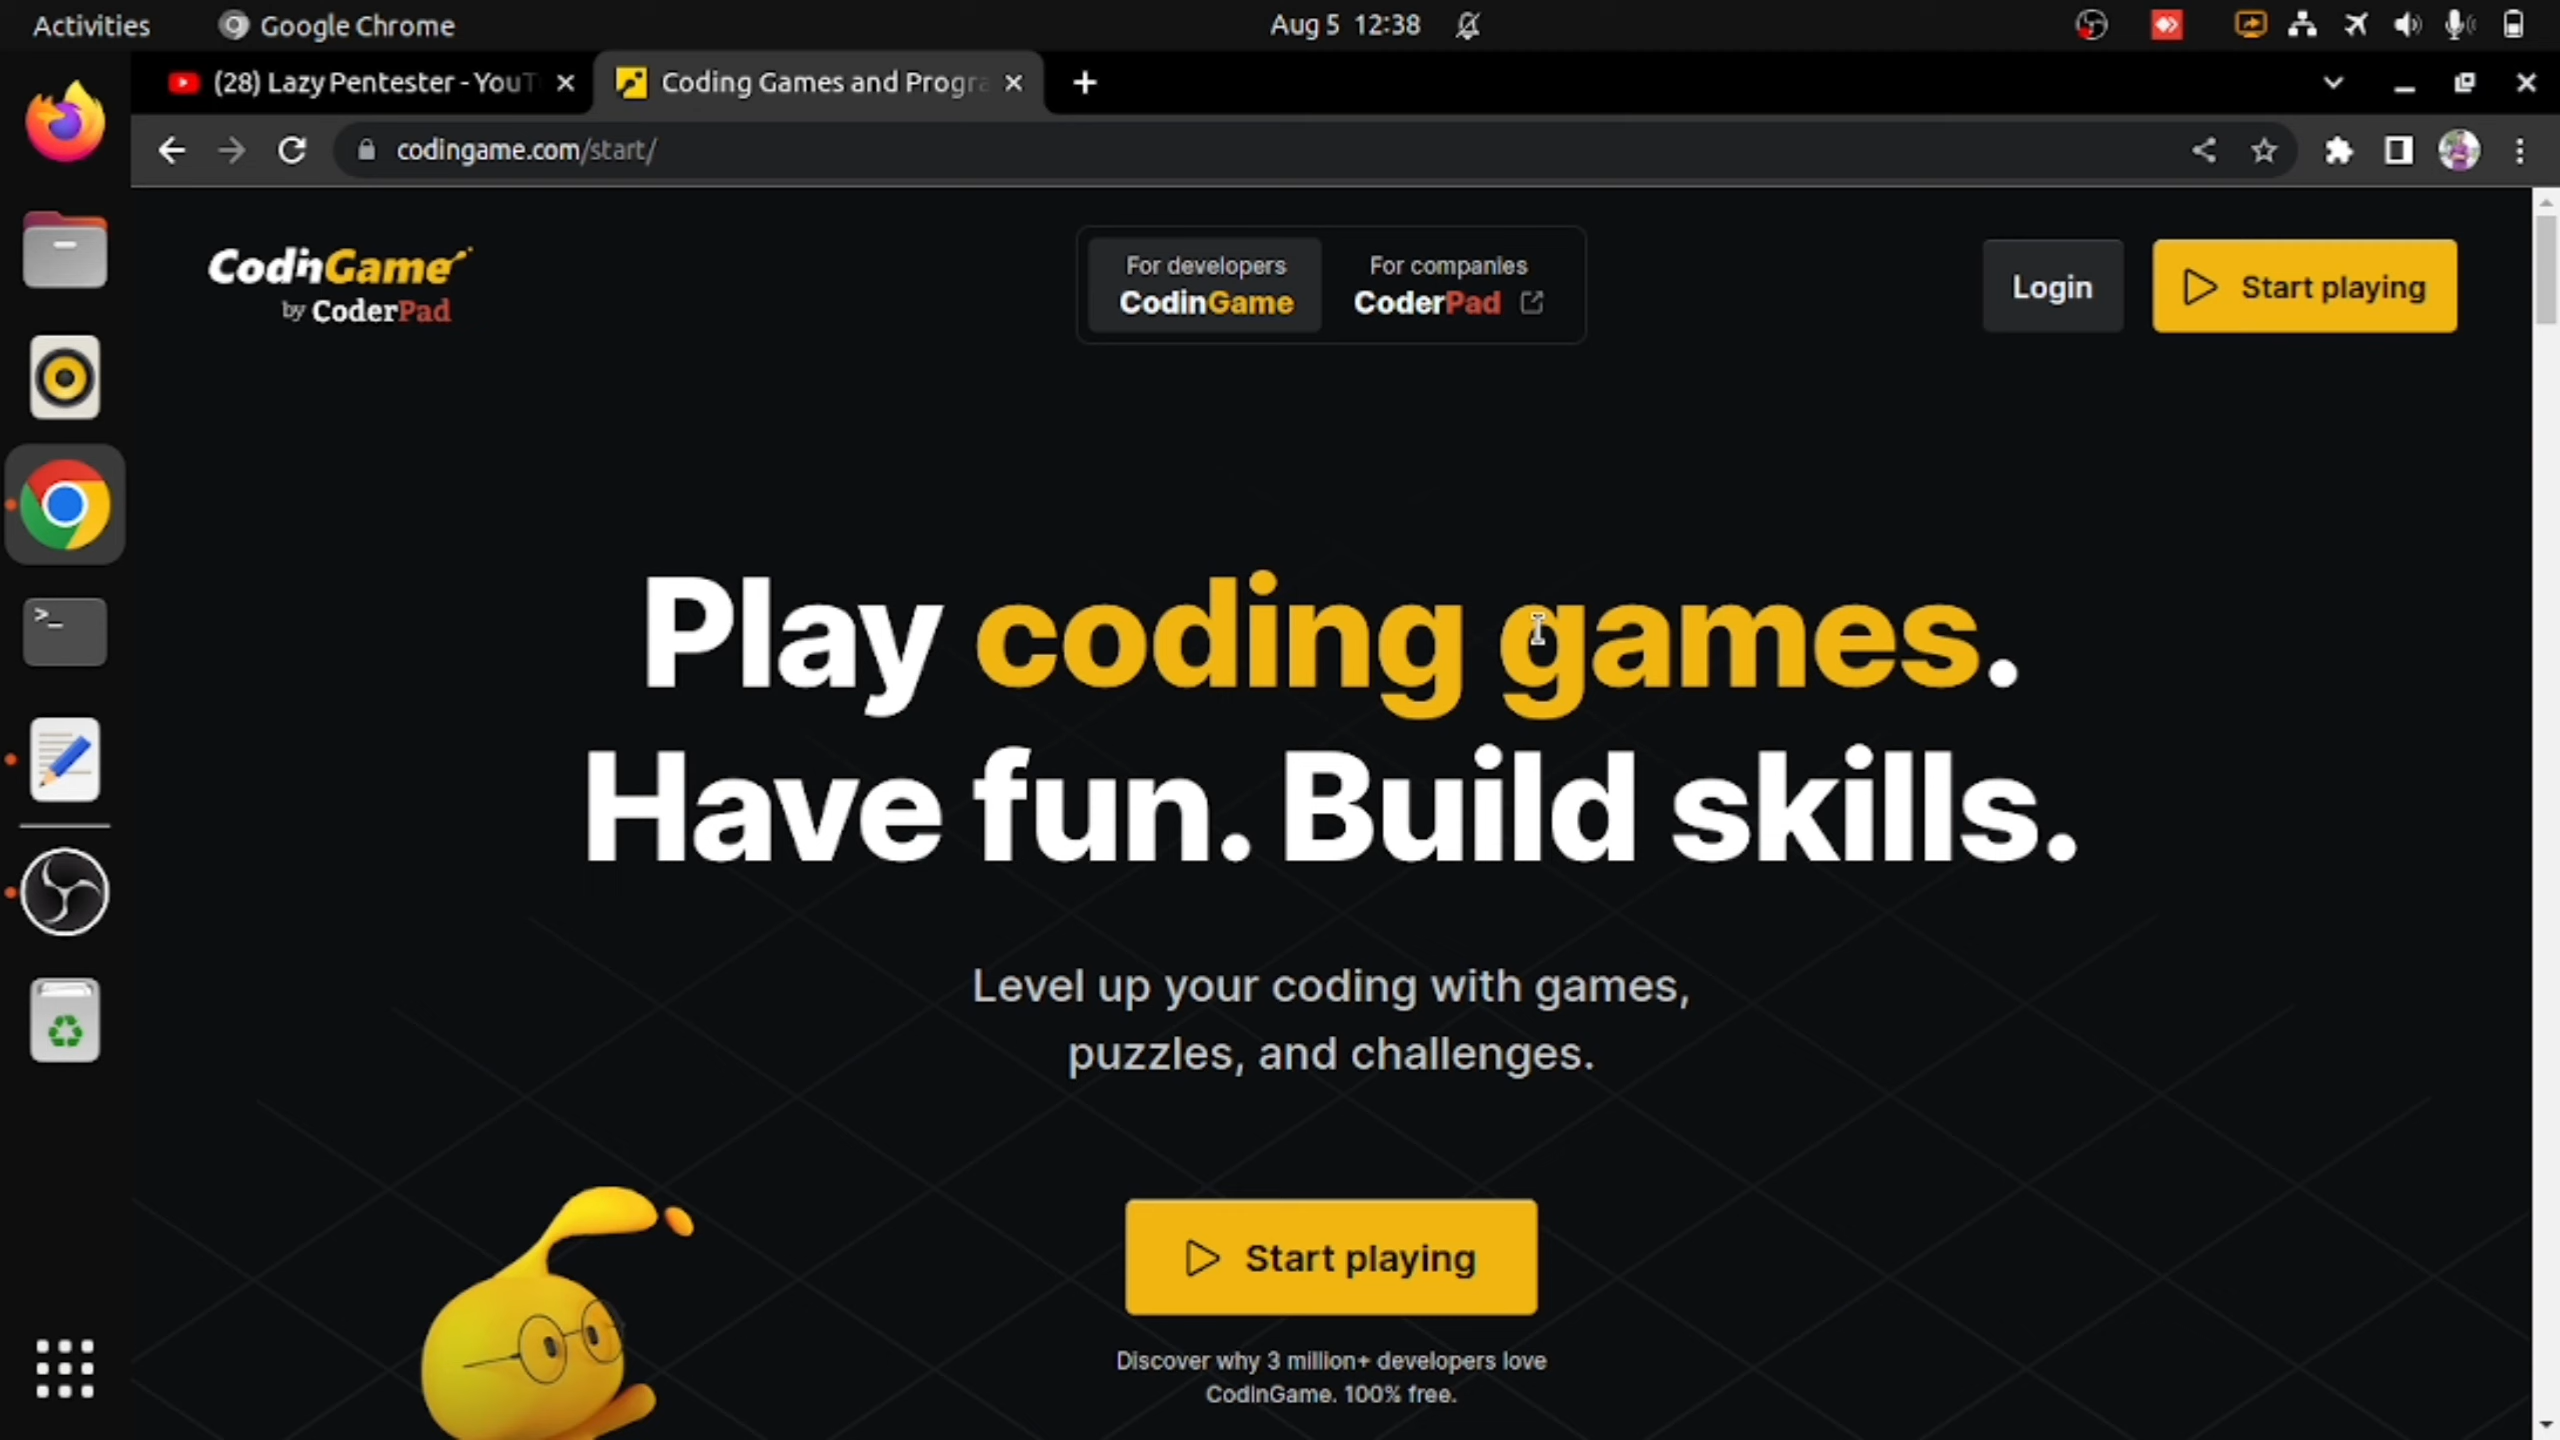 Activities Google Chrome Aug 5 12:38
(28) Lazy Pentester - YouT Coding Games and Progra
codingame.com/start/
CodinGame
by CoderPad
For developers
CodinGame
For companies
CoderPad
Login
Start playing
Play coding games.
Have fun. Build skills.
Level up your coding with games,
puzzles, and challenges.
Start playing
Discover why 3 million+ developers love
CodinGame. 100% free.